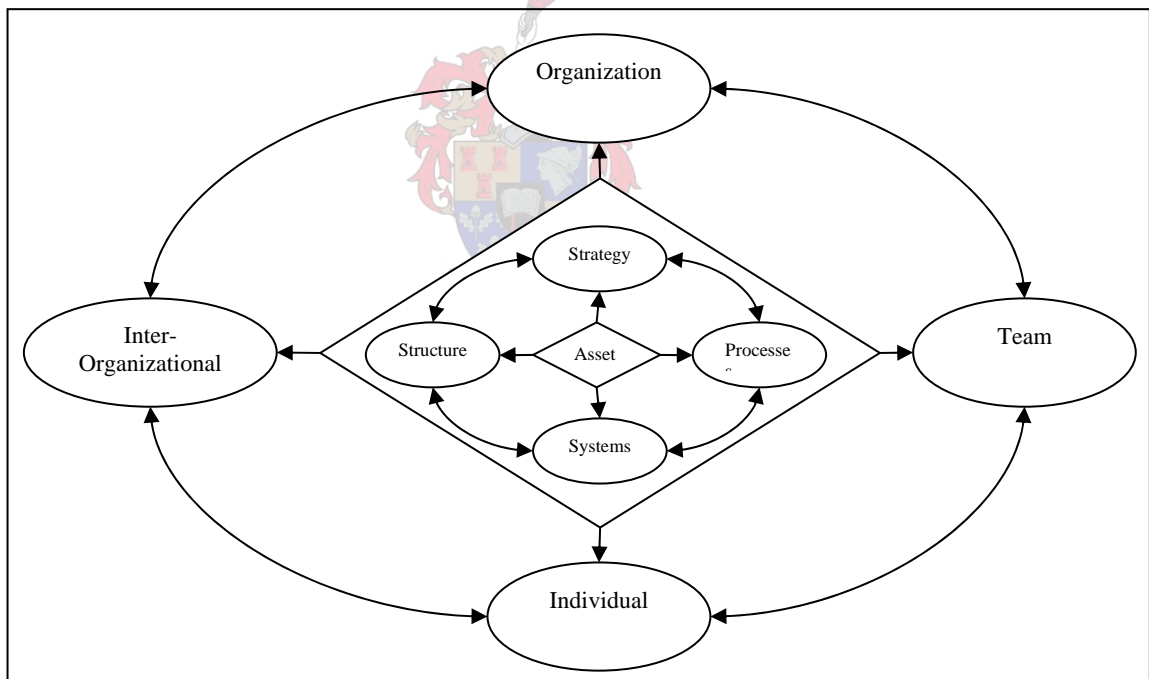 Organization
Strategy
Inter-
Organizational
Structure
Asset
Processe
Team
Systems
Individual